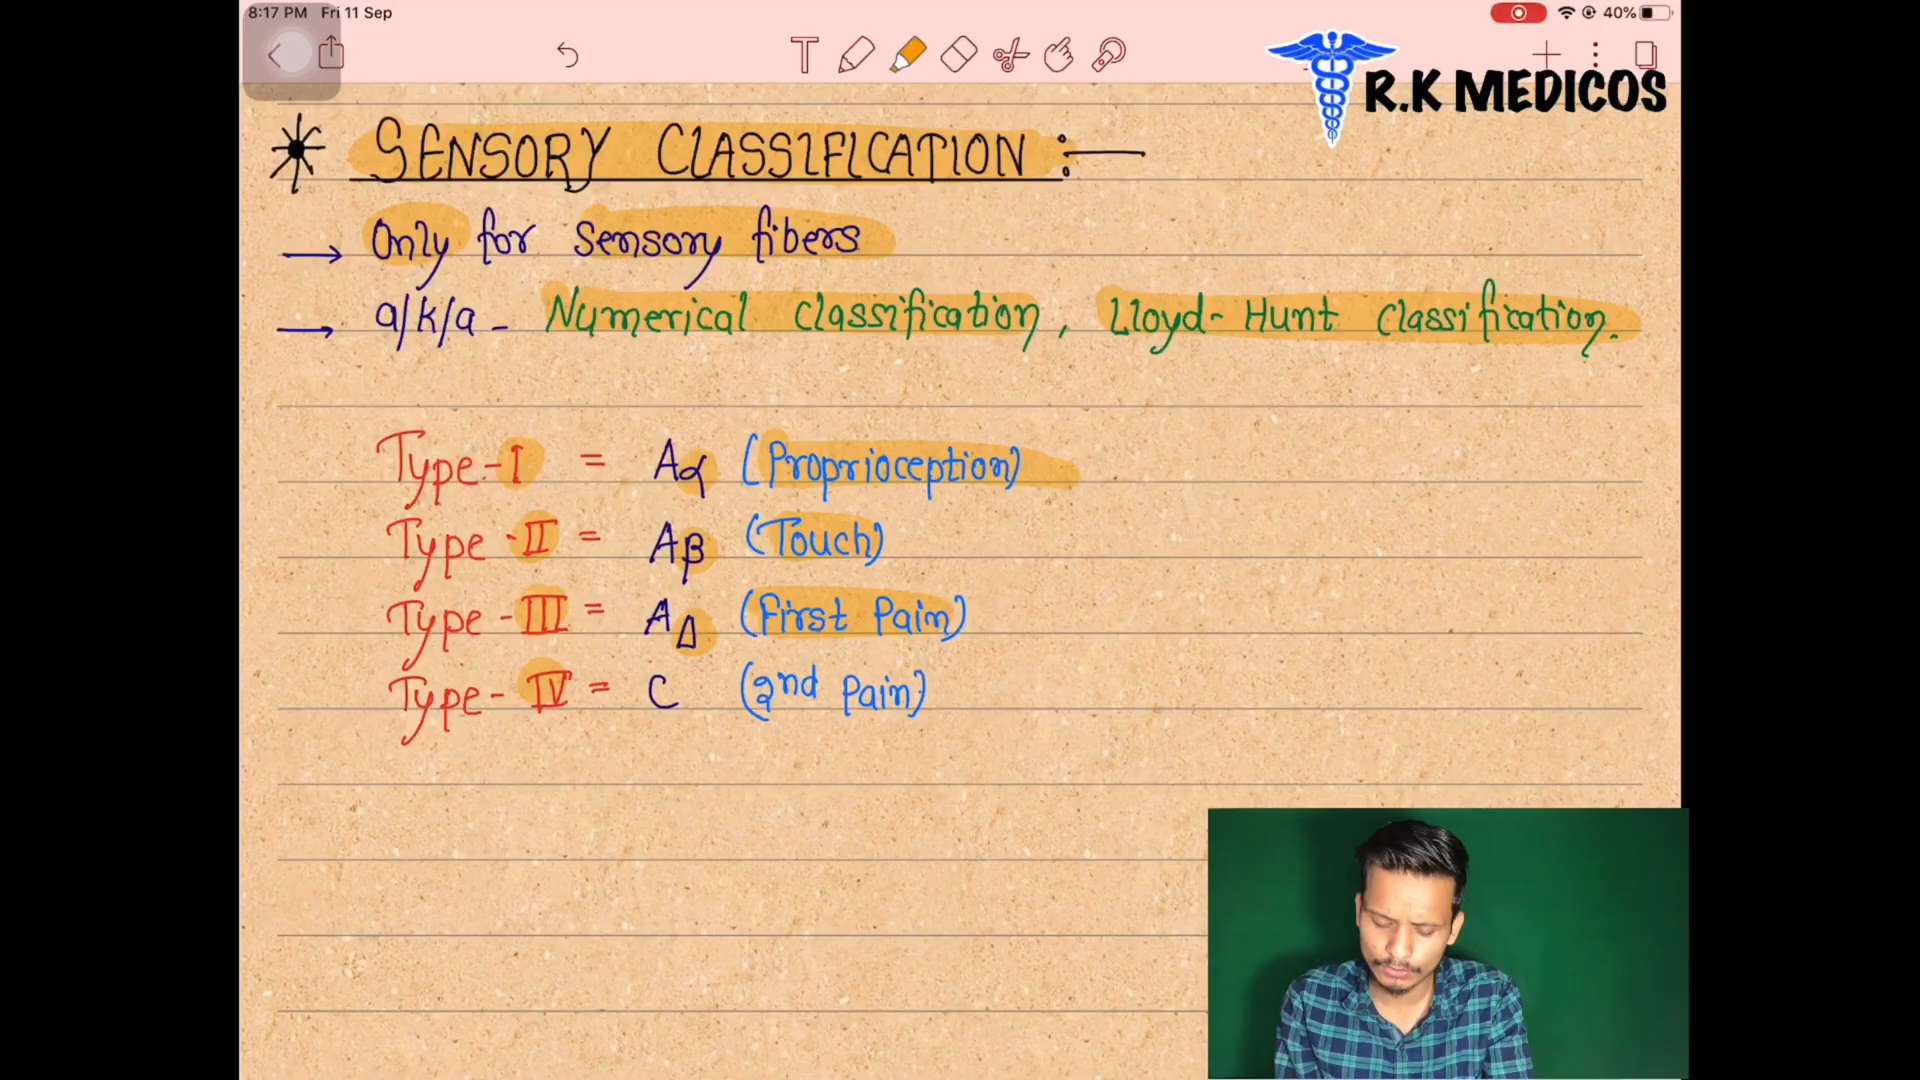 8:17 PM Fri 11 Sep
40%
R.K MEDICOS
SENSORY CLASSIFICATION :—
→ Only for sensory fibers
→ a/k/a - Numerical classification, Lloyd-Hunt classification.
Type-I = Aα (Proprioception)
Type-II = Aβ (Touch)
Type-III = AΔ (First Pain)
Type-IV = C (2nd pain)